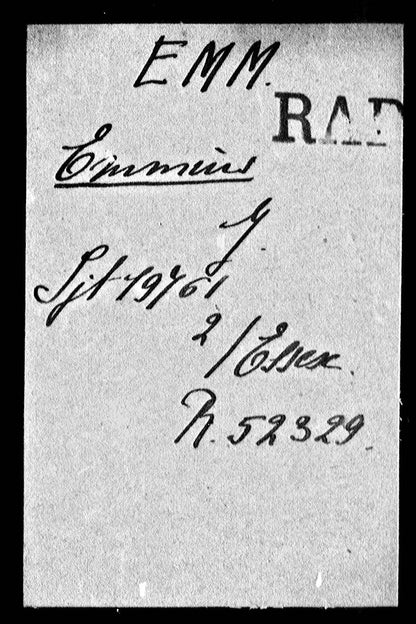 EMM.
RAD
Emmens
Y.
Sjt 19761
2/Essex.
R. 52329.